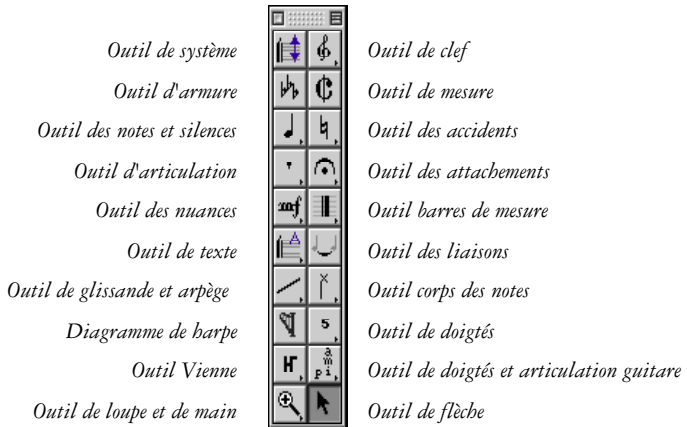 Outil de système Outil de clef
Outil d'armure Outil de mesure
Outil des notes et silences Outil des accidents
Outil d'articulation Outil des attachements
Outil des nuances mf Outil barres de mesure
Outil de texte A Outil des liaisons
Outil de glissande et arpège Outil corps des notes
Diagramme de harpe 5 Outil de doigtés
Outil Vienne H a m p i Outil de doigtés et articulation guitare
Outil de loupe et de main Outil de flèche